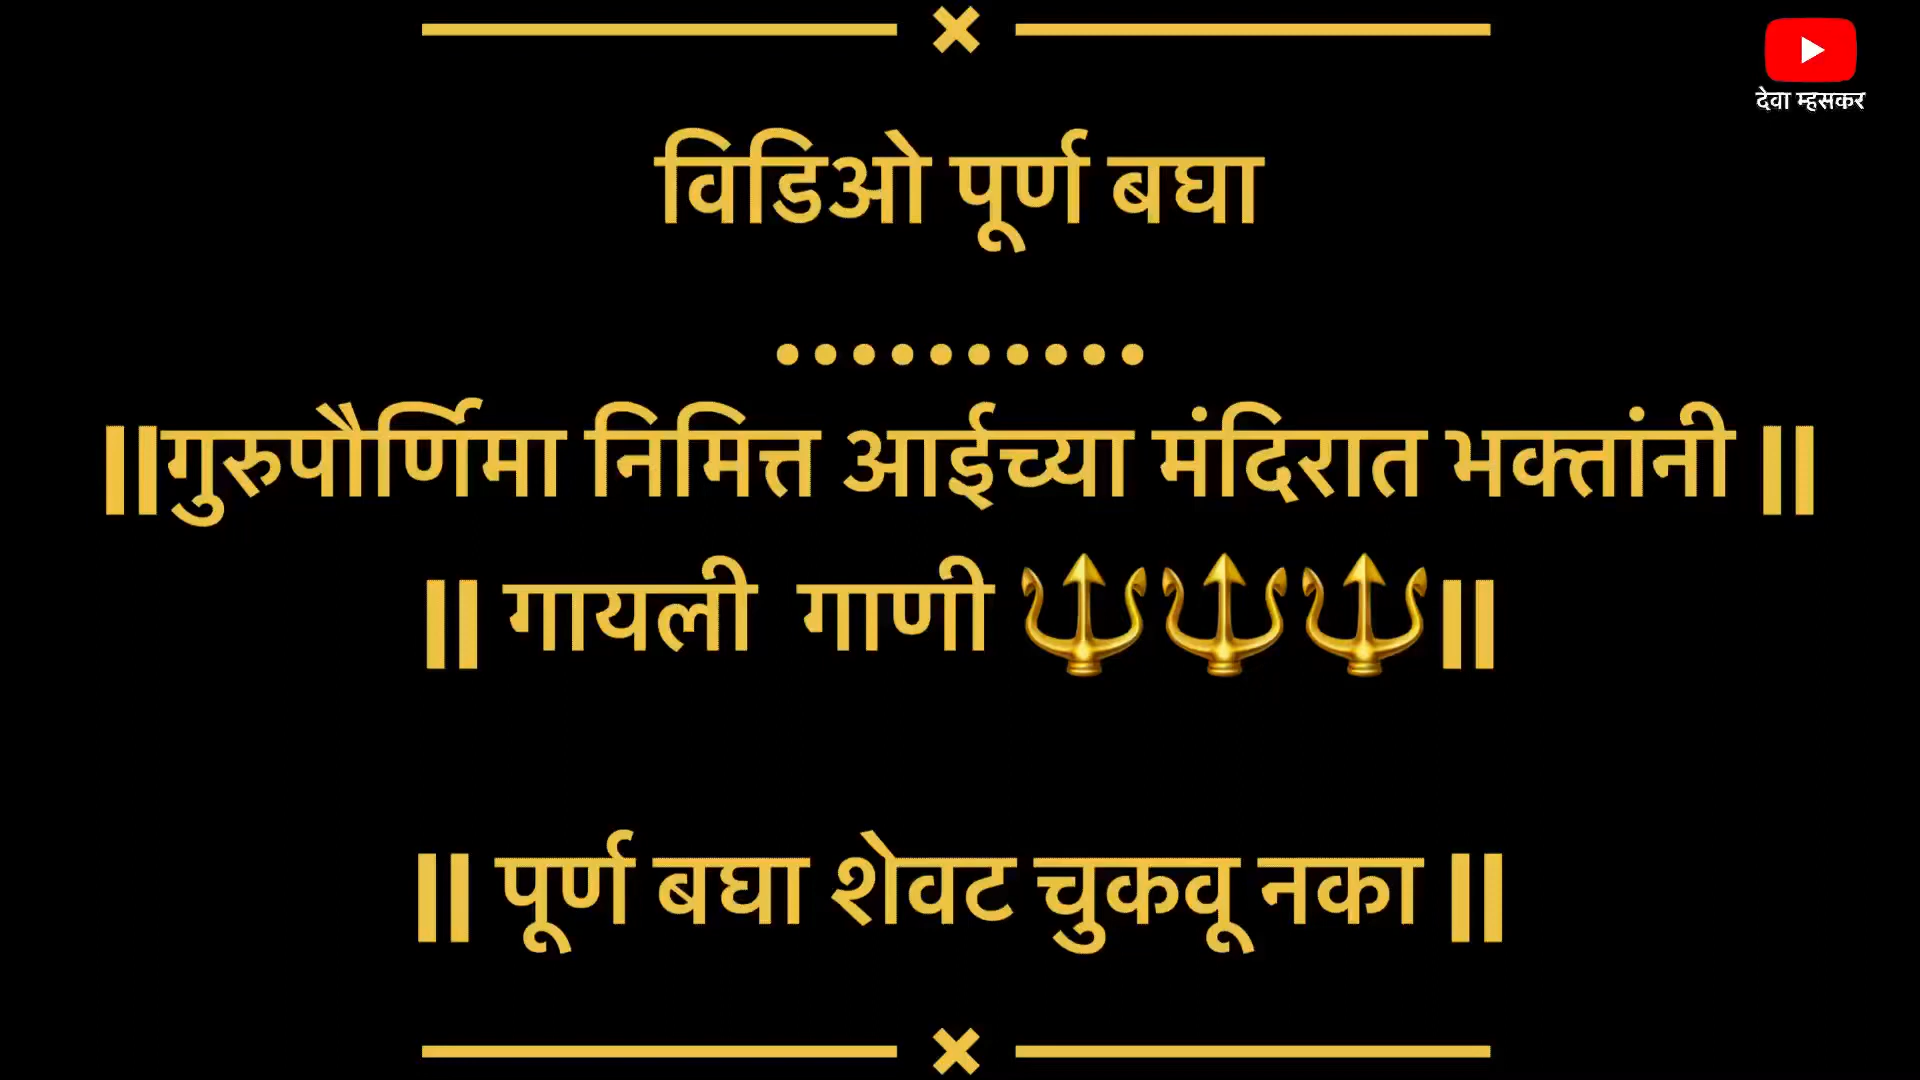 देवा म्हसकर
विडिओ पूर्ण बघा
..........
||गुरुपौर्णिमा निमित्त आईच्या मंदिरात भक्तांनी ||
|| गायली गाणी 🔱🔱🔱||
|| पूर्ण बघा शेवट चुकवू नका ||